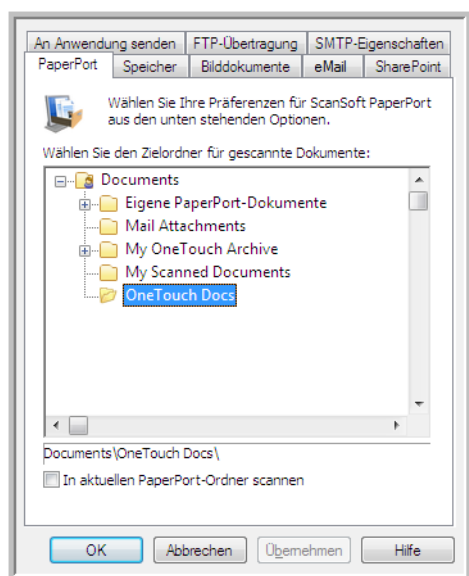 An Anwendung senden FTP-Übertragung SMTP-Eigenschaften
PaperPort Speicher Bilddokumente eMail SharePoint
Wählen Sie Ihre Präferenzen für ScanSoft PaperPort
aus den unten stehenden Optionen.
Wählen Sie den Zielordner für gescannte Dokumente:
Documents
Eigene PaperPort-Dokumente
Mail Attachments
My OneTouch Archive
My Scanned Documents
OneTouch Docs
Documents\OneTouch Docs\
In aktuellen PaperPort-Ordner scannen
OK Abbrechen Übernehmen Hilfe